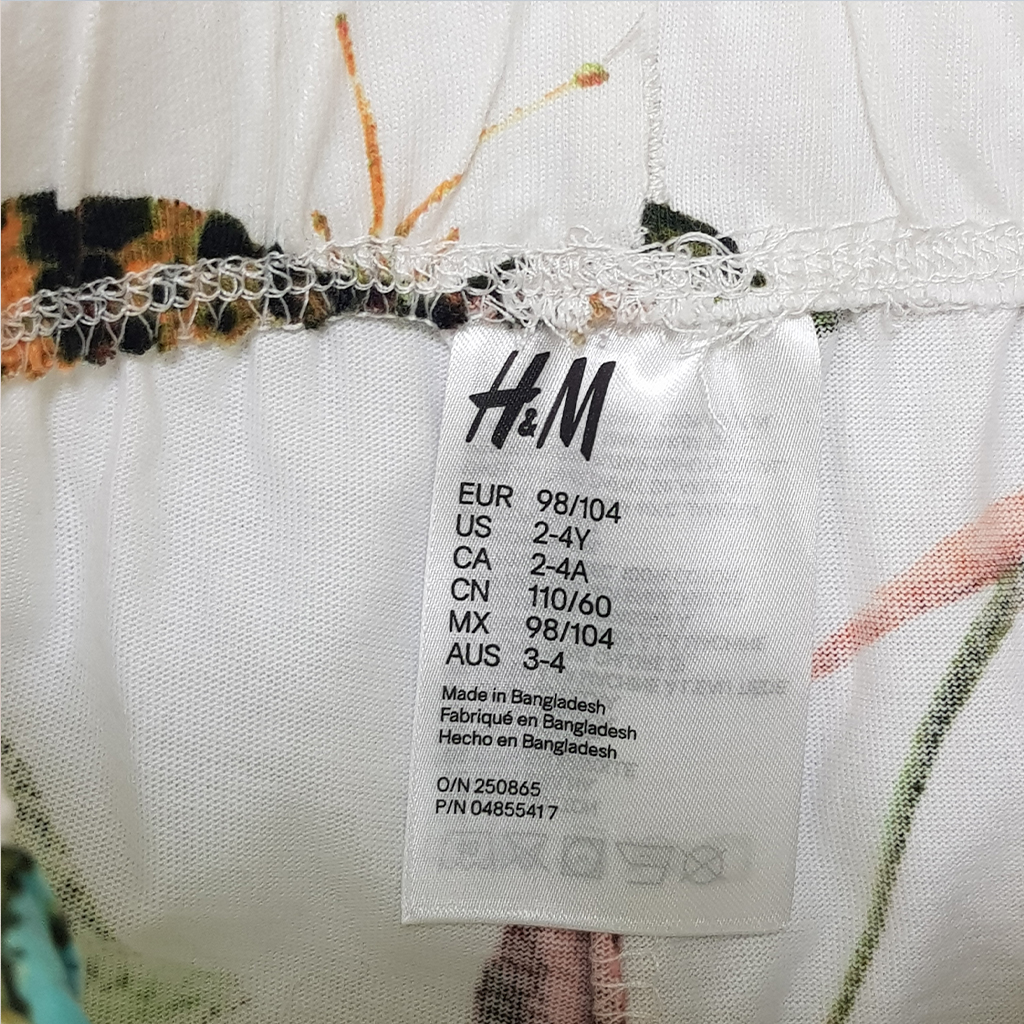 H&M
EUR 98/104
US 2-4Y
CA 2-4A
CN 110/60
MX 98/104
AUS 3-4
Made in Bangladesh
Fabriqué en Bangladesh
Hecho en Bangladesh
O/N 250865
P/N 04855417